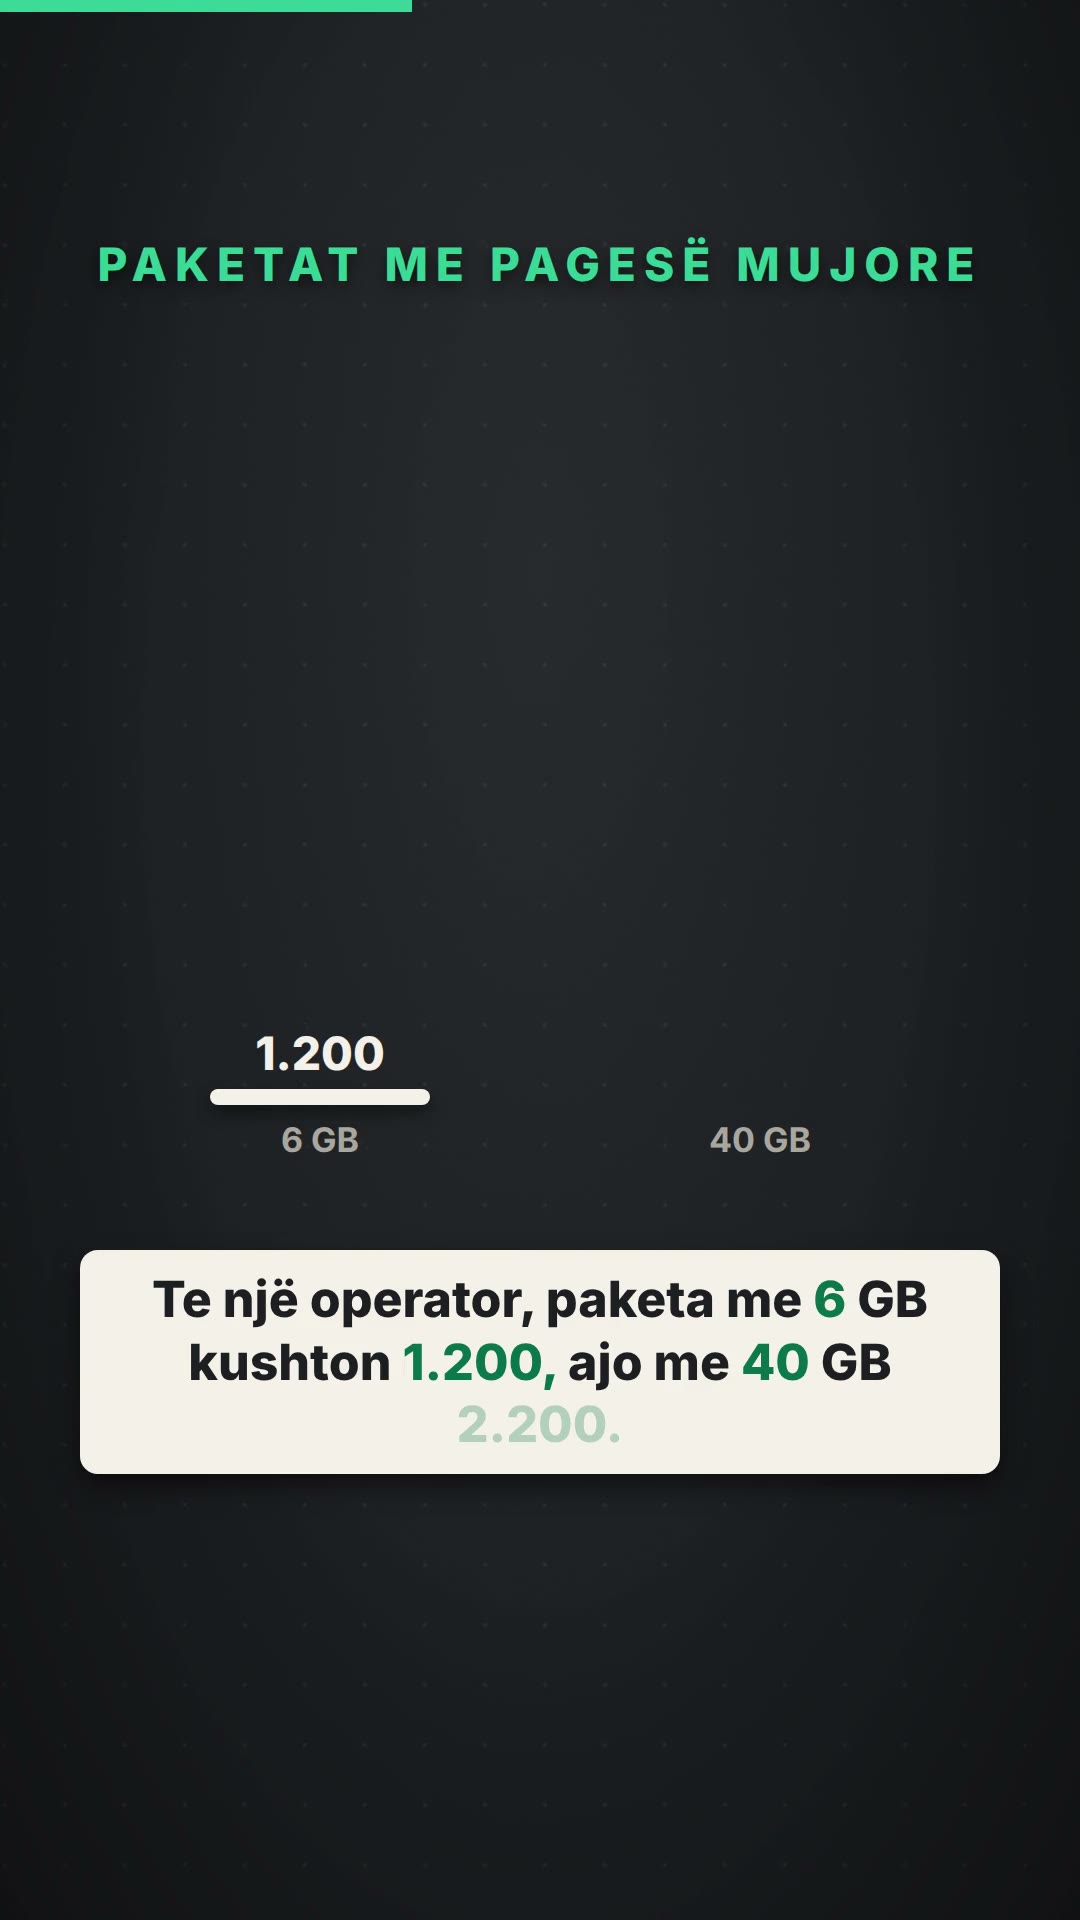 PAKETAT ME PAGESË MUJORE
1.200
6 GB
40 GB
Te një operator, paketa me 6 GB
kushton 1.200, ajo me 40 GB
2.200.